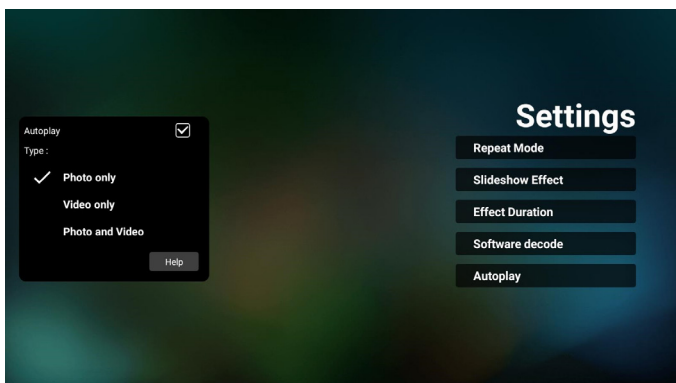 Settings
Autoplay
Type :
Photo only
Video only
Photo and Video
Help
Repeat Mode
Slideshow Effect
Effect Duration
Software decode
Autoplay